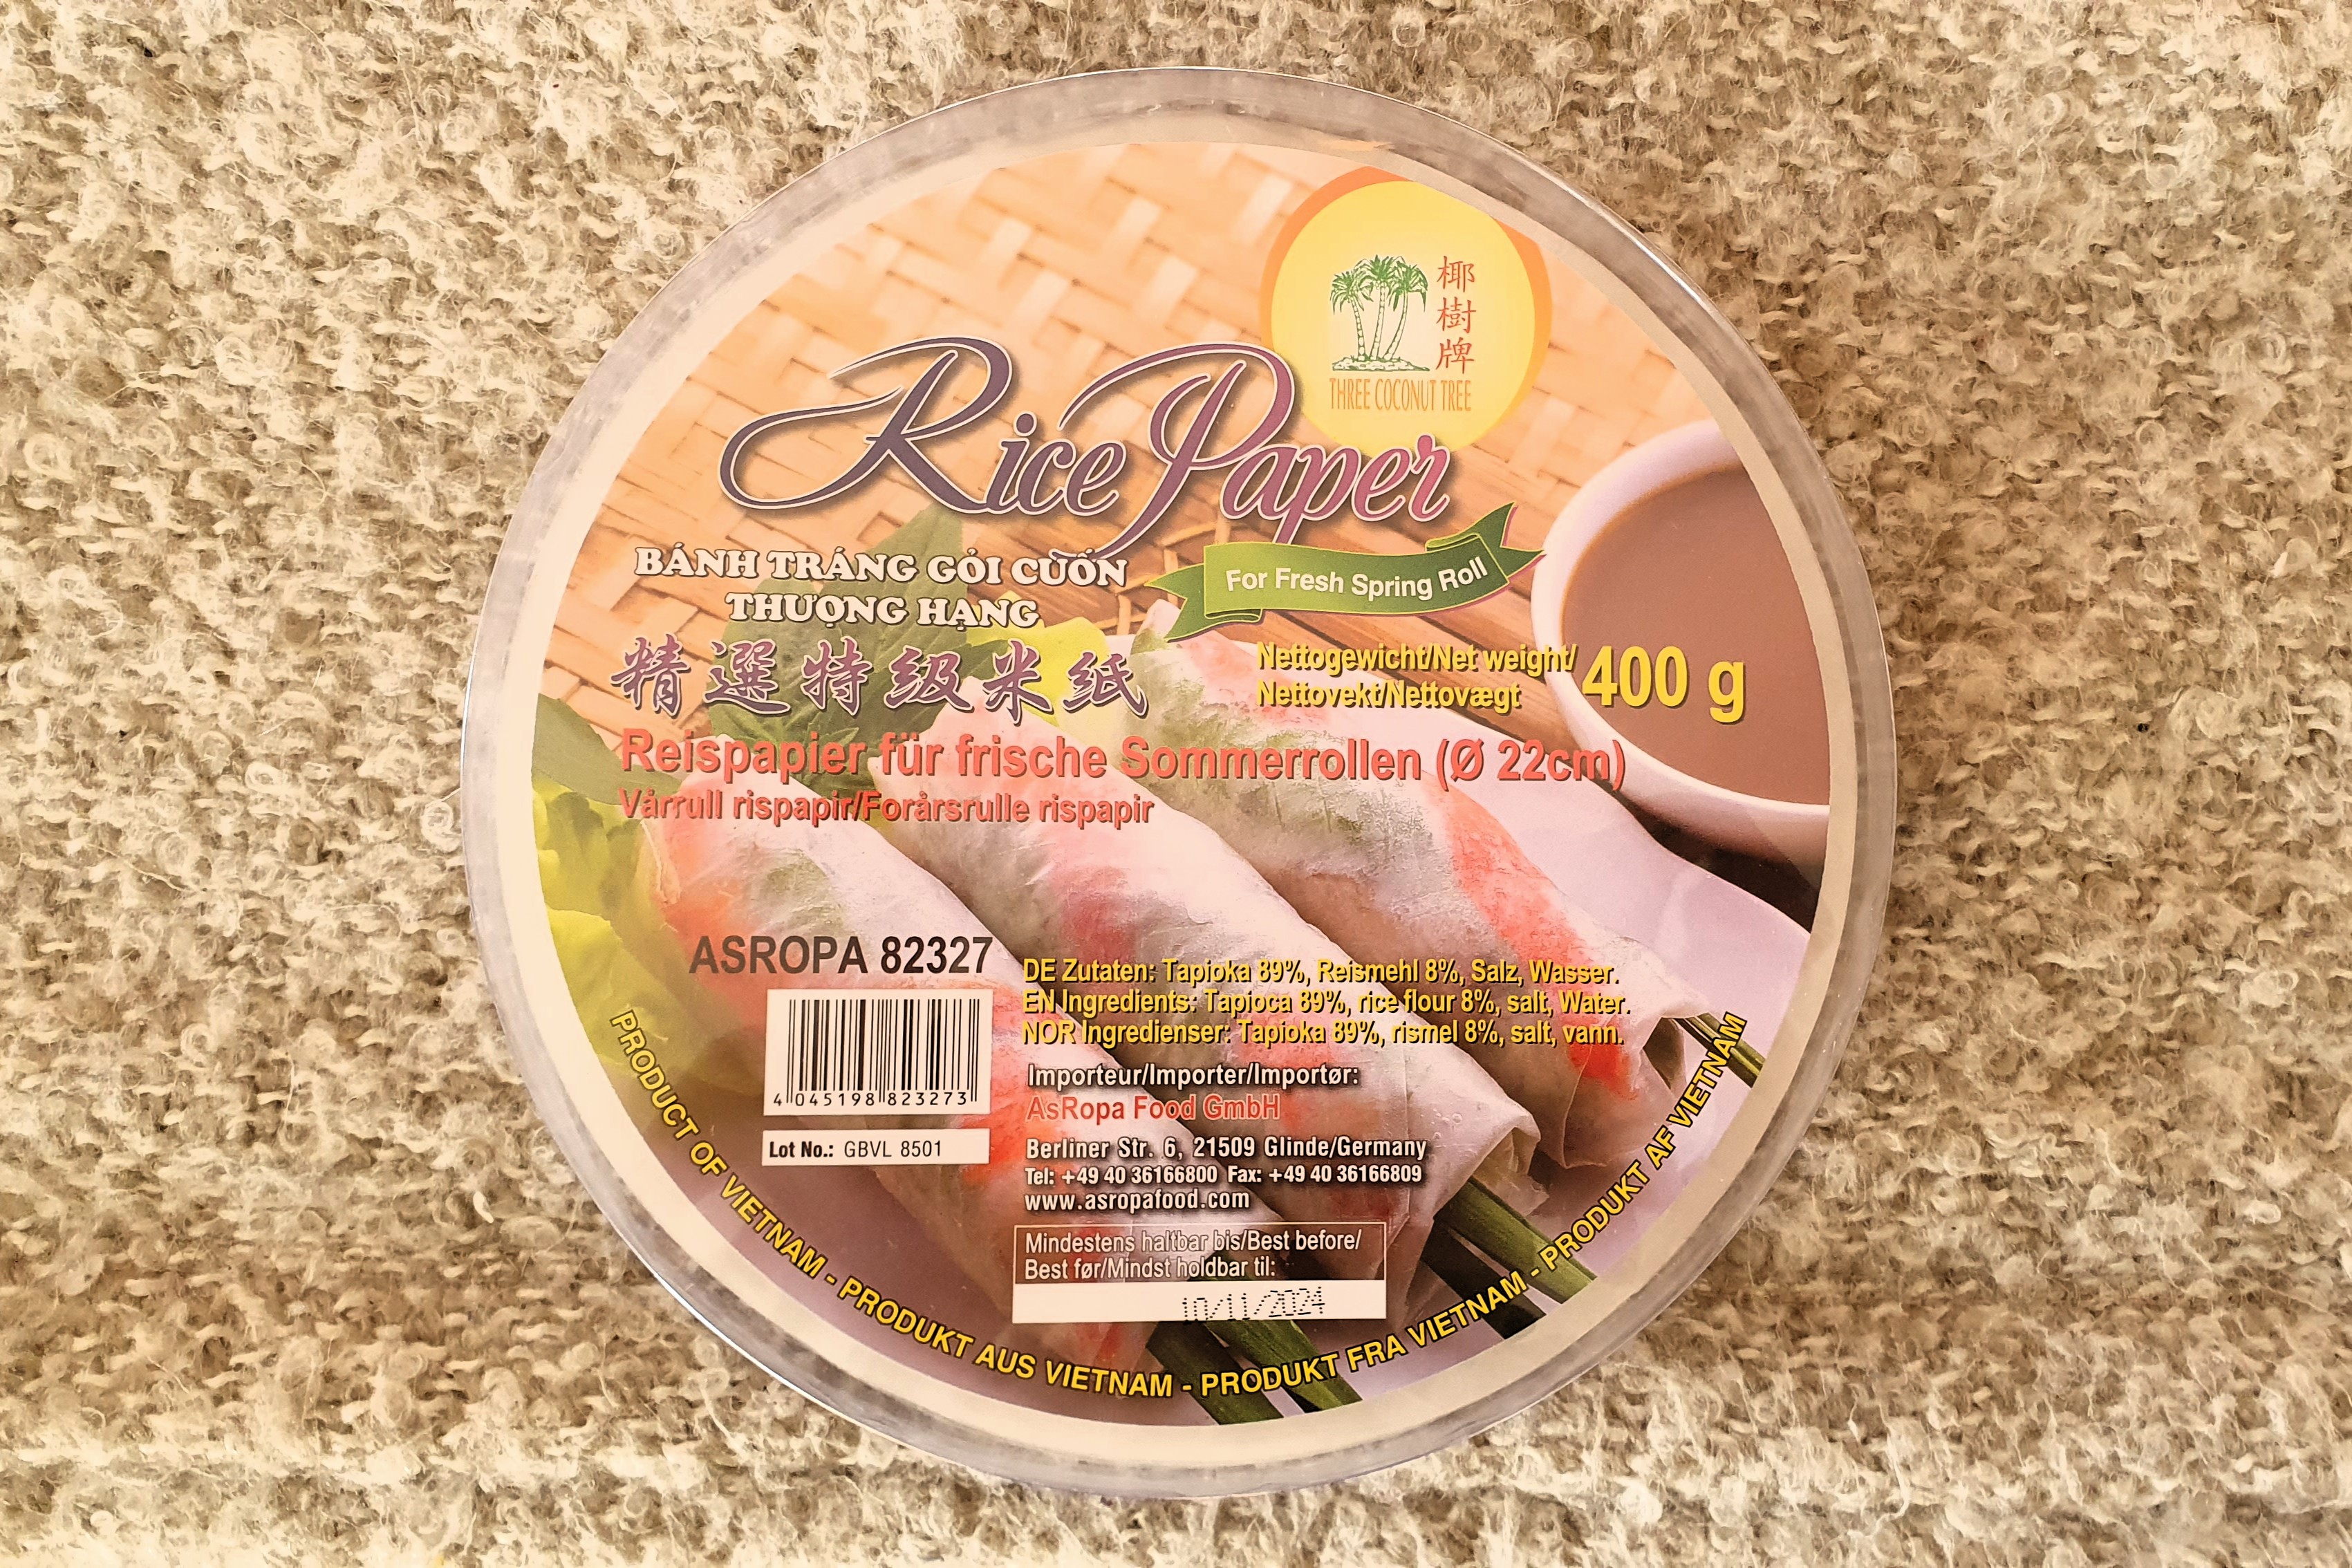 椰樹牌
THREE COCONUT TREE
Rice Paper
BÁNH TRÁNG GỎI CUỐN
THƯỢNG HẠNG
For Fresh Spring Roll
精選特级米紙
Nettogewicht/Net weight/
Nettovekt/Nettovægt
400 g
Reispapier für frische Sommerrollen (Ø 22cm)
Vårrull rispapir/Forårsrulle rispapir
ASROPA 82327
4 045198 823273
Lot No.: GBVL 8501
DE Zutaten: Tapioka 89%, Reismehl 8%, Salz, Wasser.
EN Ingredients: Tapioca 89%, rice flour 8%, salt, Water.
NOR Ingredienser: Tapioka 89%, rismel 8%, salt, vann.
Importeur/Importer/Importør:
AsRopa Food GmbH
Berliner Str. 6, 21509 Glinde/Germany
Tel: +49 40 36166800 Fax: +49 40 36166809
www.asropafood.com
Mindestens haltbar bis/Best before/
Best før/Mindst holdbar til:
10/11/2024
PRODUCT OF VIETNAM - PRODUKT AUS VIETNAM - PRODUKT FRA VIETNAM - PRODUKT AF VIETNAM